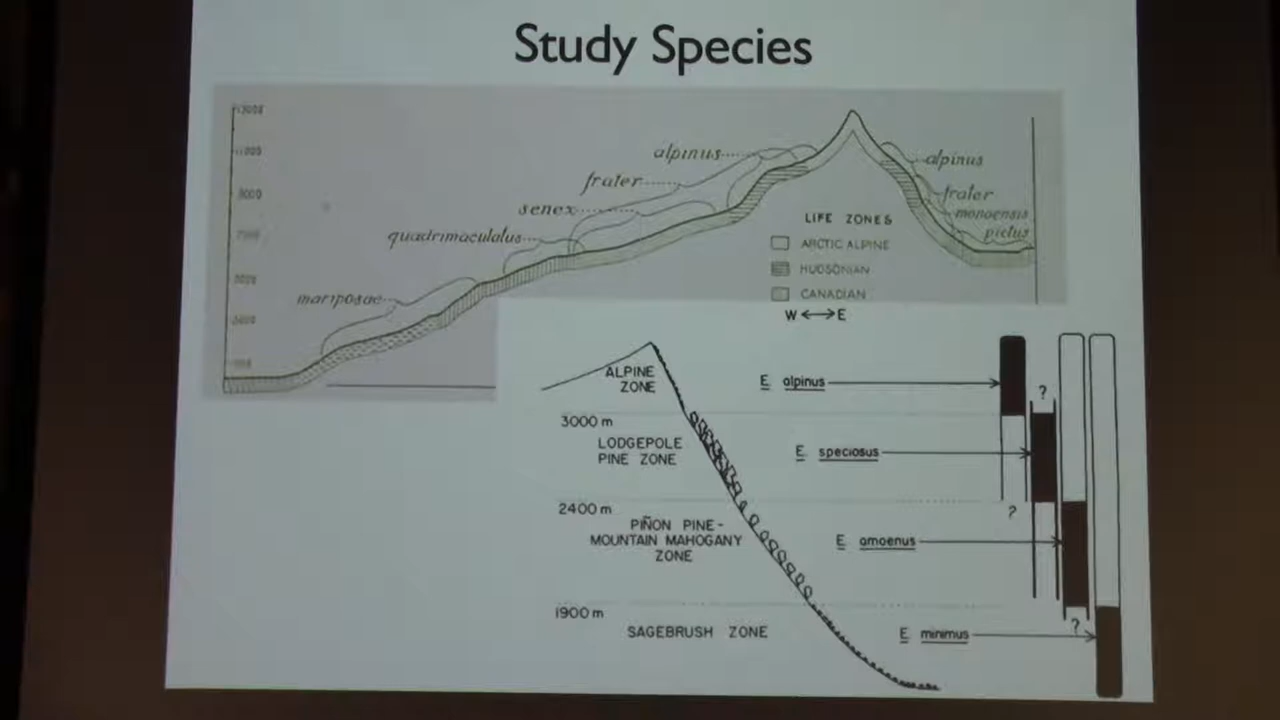 Study Species
alpinus
frater
senex
quadrimaculatus
mariposae
alpinus
frater
monoensis
pictus
LIFE ZONES
ARCTIC ALPINE
HUDSONIAN
CANADIAN
W ⟷ E
ALPINE
ZONE
3000 m
LODGEPOLE
PINE ZONE
2400 m
PIÑON PINE-
MOUNTAIN MAHOGANY
ZONE
1900 m
SAGEBRUSH ZONE
E alpinus
?
E speciosus
?
E amoenus
?
E minimus